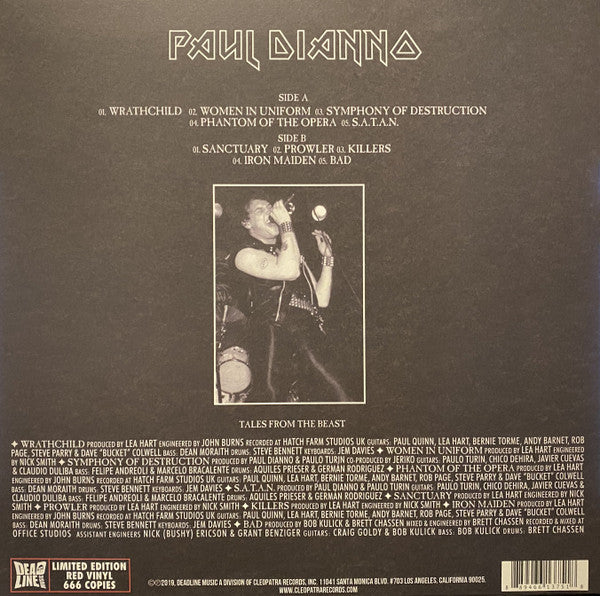 PAUL DIANNO
SIDE A
01. WRATHCHILD 02. WOMEN IN UNIFORM 03. SYMPHONY OF DESTRUCTION
04. PHANTOM OF THE OPERA 05. S.A.T.A.N.
SIDE B
01. SANCTUARY 02. PROWLER 03. KILLERS
04. IRON MAIDEN 05. BAD
TALES FROM THE BEAST
✦ WRATHCHILD PRODUCED BY LEA HART ENGINEERED BY JOHN BURNS RECORDED AT HATCH FARM STUDIOS UK GUITARS: PAUL QUINN, LEA HART, BERNIE TORME, ANDY BARNET, ROB
PAGE, STEVE PARRY & DAVE "BUCKET" COLWELL BASS: DEAN MORAITH DRUMS: STEVE BENNETT KEYBOARDS: JEM DAVIES ✦ WOMEN IN UNIFORM PRODUCED BY LEA HART ENGINEERED
BY NICK SMITH ✦ SYMPHONY OF DESTRUCTION PRODUCED BY PAUL DIANNO & PAULO TURIN CO-PRODUCED BY JERIKO GUITARS: PAULO TURIN, CHICO DEHIRA, JAVIER CUEVAS
& CLAUDIO DULIBA BASS: FELIPE ANDREOLI & MARCELO BRACALENTE DRUMS: AQUILES PRIESER & GERMÁN RODRIGUEZ ✦ PHANTOM OF THE OPERA PRODUCED BY LEA HART
ENGINEERED BY JOHN BURNS RECORDED AT HATCH FARM STUDIOS UK GUITARS: PAUL QUINN, LEA HART, BERNIE TORME, ANDY BARNET, ROB PAGE, STEVE PARRY & DAVE "BUCKET" COLWELL
BASS: DEAN MORAITH DRUMS: STEVE BENNETT KEYBOARDS: JEM DAVIES ✦ S.A.T.A.N. PRODUCED BY PAUL DIANNO & PAULO TURIN GUITARS: PAULO TURIN, CHICO DEHIRA, JAVIER CUEVAS &
CLAUDIO DULIBA BASS: FELIPE ANDREOLI & MARCELO BRACALENTE DRUMS: AQUILES PRIESER & GERMÁN RODRIGUEZ ✦ SANCTUARY PRODUCED BY LEA HART ENGINEERED BY NICK
SMITH ✦ PROWLER PRODUCED BY LEA HART ENGINEERED BY NICK SMITH ✦ KILLERS PRODUCED BY LEA HART ENGINEERED BY NICK SMITH ✦ IRON MAIDEN PRODUCED BY LEA HART
ENGINEERED BY JOHN BURNS RECORDED AT HATCH FARM STUDIOS UK GUITARS: PAUL QUINN, LEA HART, BERNIE TORME, ANDY BARNET, ROB PAGE, STEVE PARRY & DAVE "BUCKET" COLWELL
BASS: DEAN MORAITH DRUMS: STEVE BENNETT KEYBOARDS: JEM DAVIES ✦ BAD PRODUCED BY BOB KULICK & BRETT CHASSEN MIXED & ENGINEERED BY BRETT CHASSEN RECORDED & MIXED AT
OFFICE STUDIOS ASSISTANT ENGINEERS NICK (BUSHY) ERICSON & GRANT BENZIGER GUITARS: CRAIG GOLDY & BOB KULICK BASS: BOB KULICK DRUMS: BRETT CHASSEN
DEADLINE
LIMITED EDITION
RED VINYL
666 COPIES
©℗2019, DEADLINE MUSIC A DIVISION OF CLEOPATRA RECORDS, INC. 11041 SANTA MONICA BLVD. #703 LOS ANGELES, CALIFORNIA 90025.
WWW.CLEOPATRARECORDS.COM